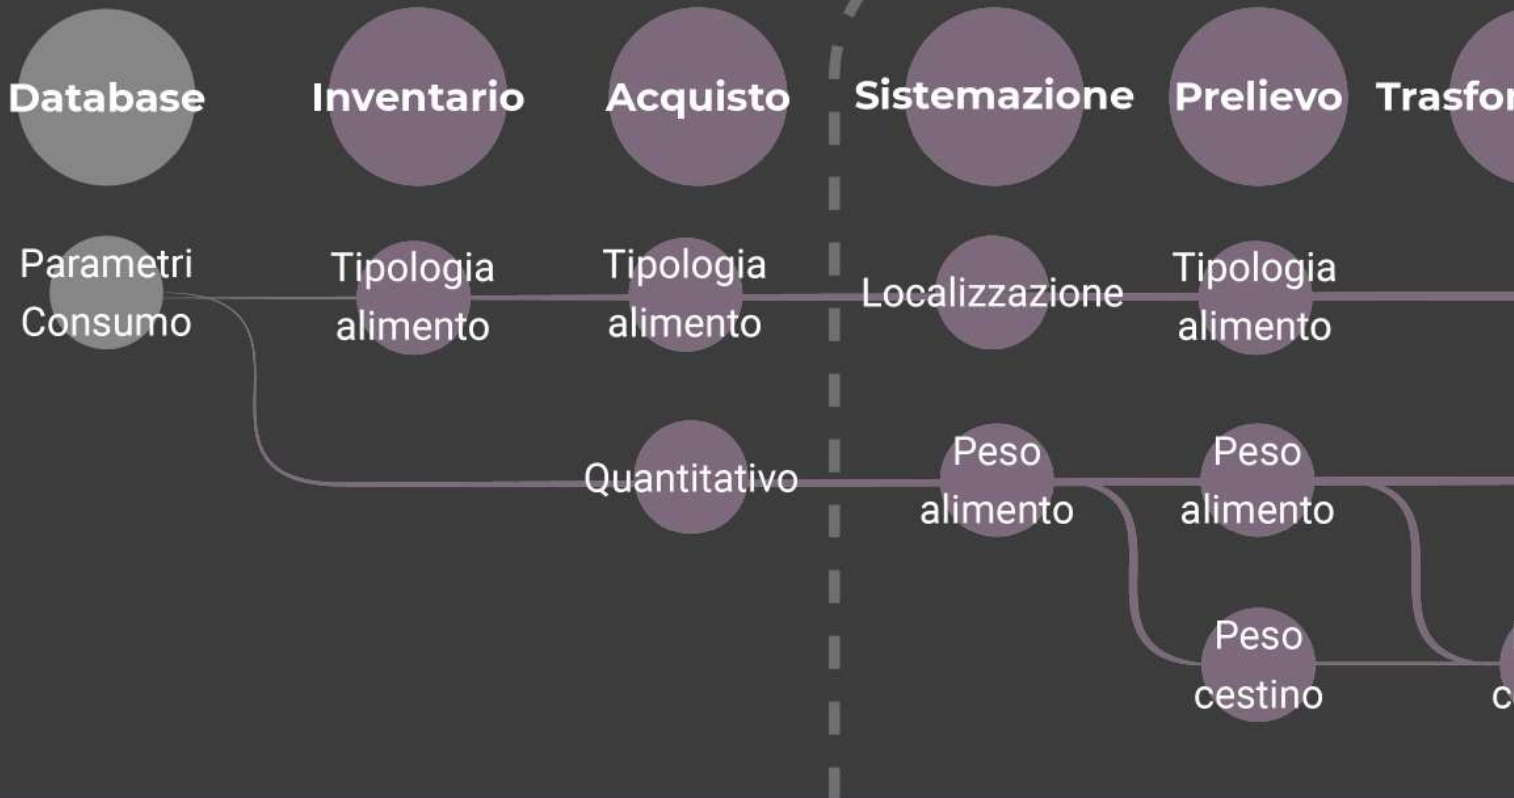 Database
Inventario
Acquisto
Sistemazione
Prelievo
Parametri
Consumo
Tipologia
alimento
Tipologia
alimento
Localizzazione
Tipologia
alimento
Quantitativo
Peso
alimento
Peso
alimento
Peso
cestino